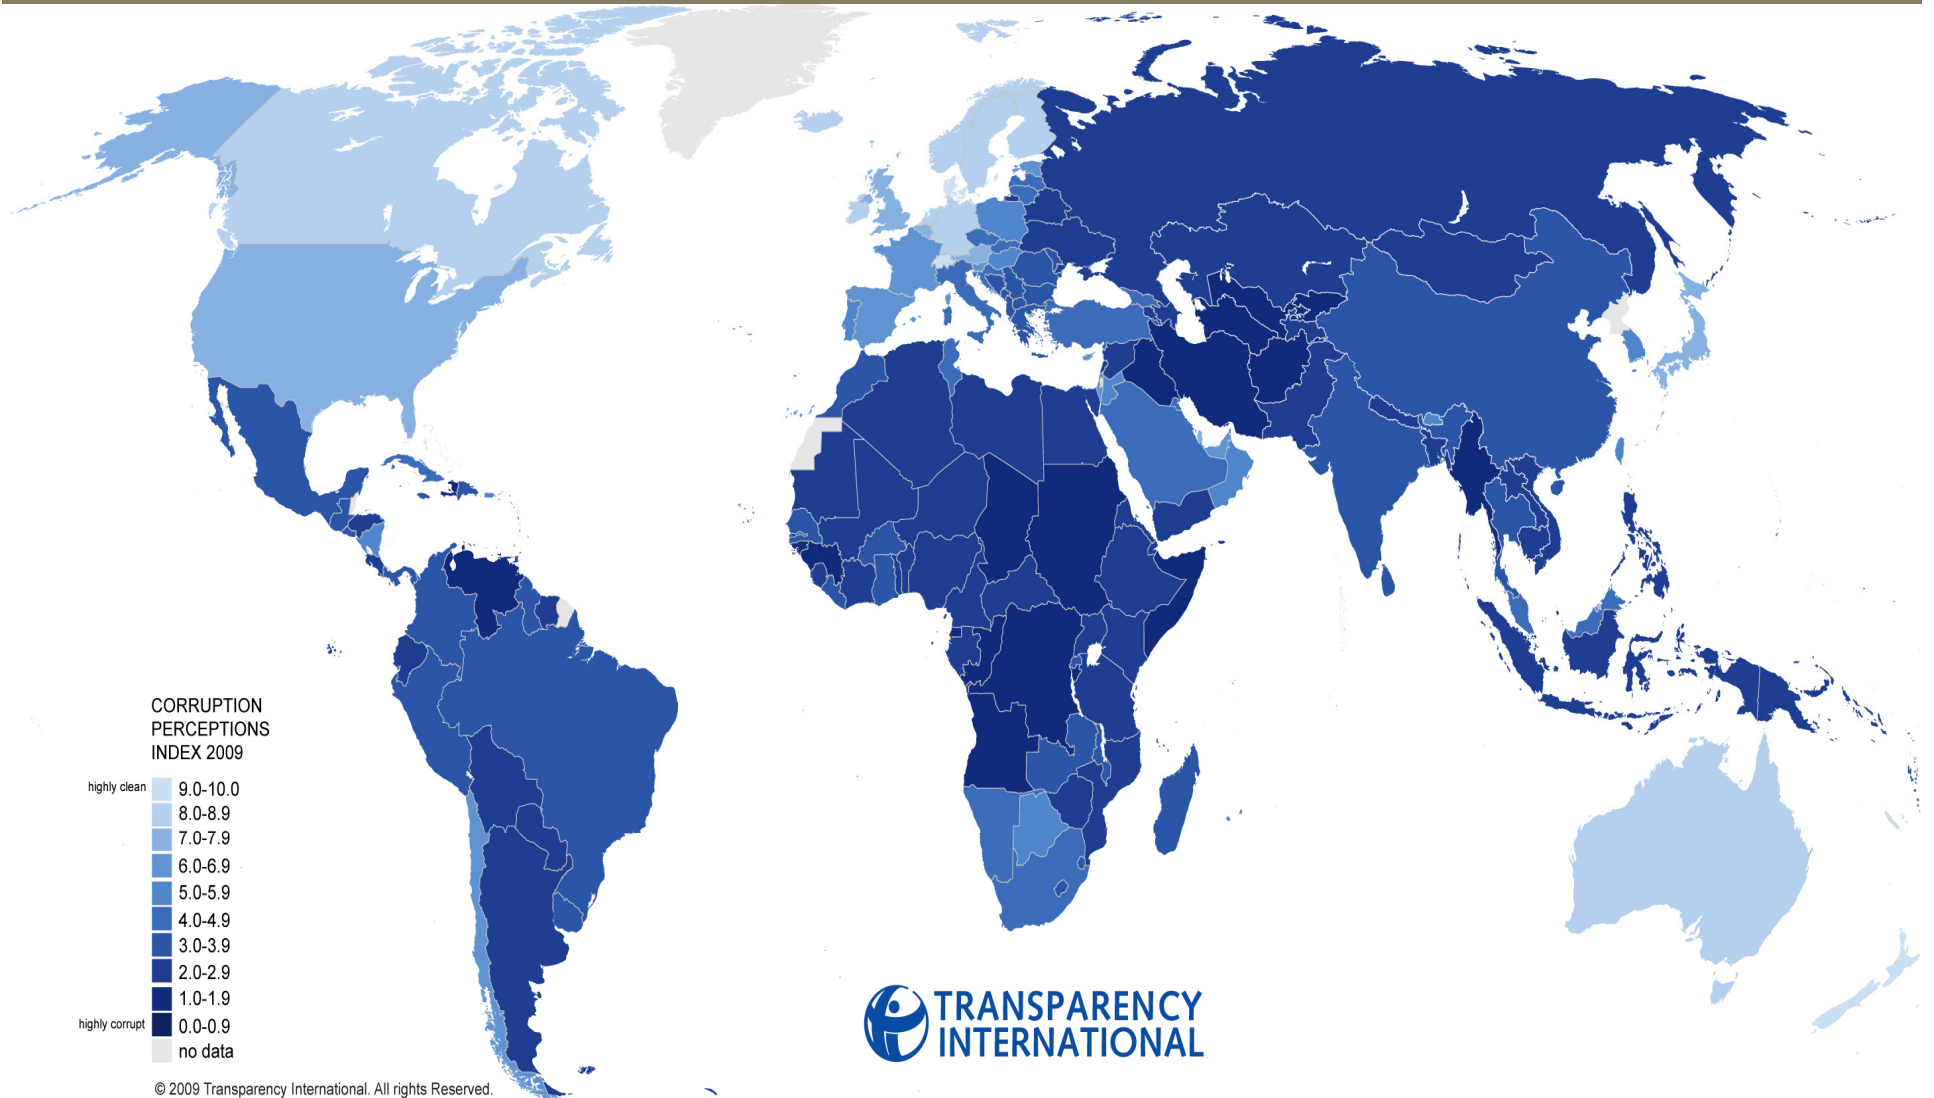 CORRUPTION
PERCEPTIONS
INDEX 2009
highly clean
9.0-10.0
8.0-8.9
7.0-7.9
6.0-6.9
5.0-5.9
4.0-4.9
3.0-3.9
2.0-2.9
1.0-1.9
highly corrupt
0.0-0.9
no data
© 2009 Transparency International. All rights Reserved.
TRANSPARENCY
INTERNATIONAL